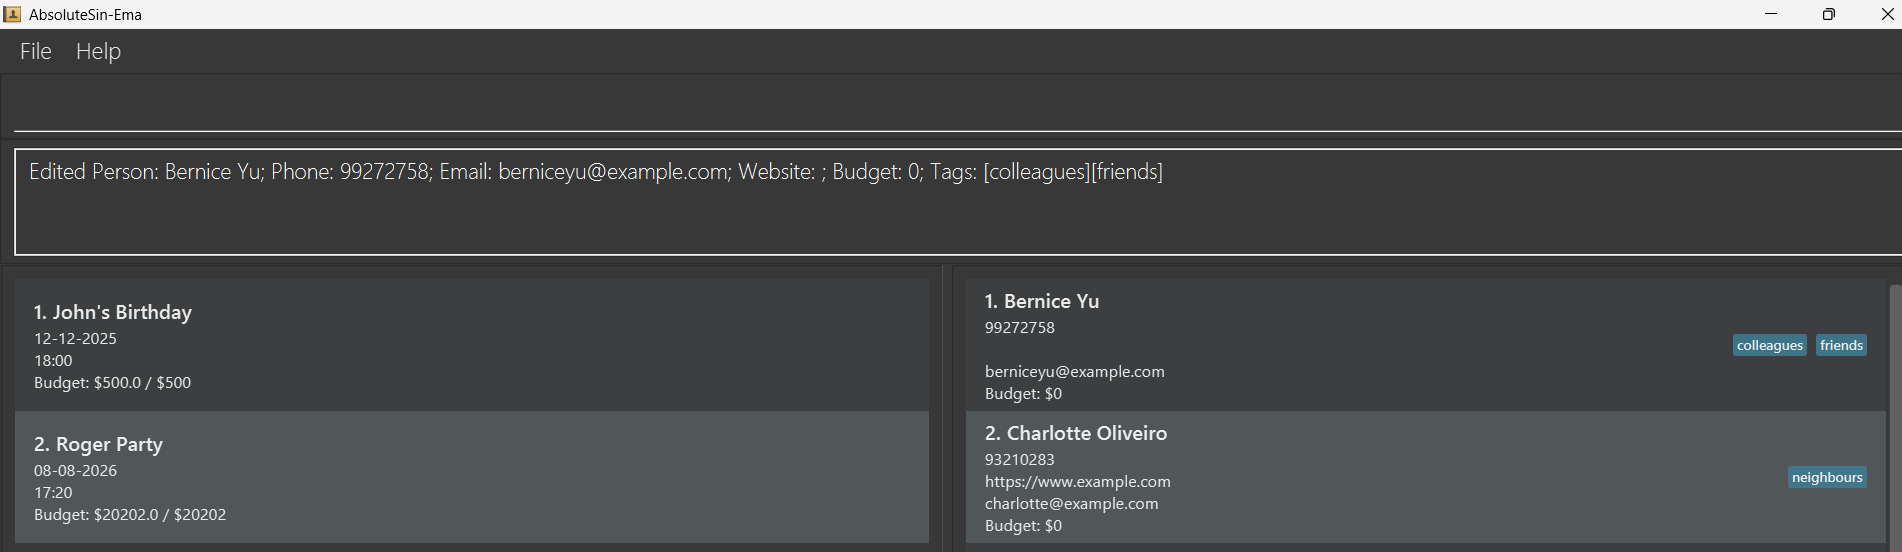 AbsoluteSin-Ema
File Help
Edited Person: Bernice Yu; Phone: 99272758; Email: berniceyu@example.com; Website: ; Budget: 0; Tags: [colleagues][friends]
1. John's Birthday
12-12-2025
18:00
Budget: $500.0 / $500
2. Roger Party
08-08-2026
17:20
Budget: $20202.0 / $20202
1. Bernice Yu
99272758
colleagues friends
berniceyu@example.com
Budget: $0
2. Charlotte Oliveiro
93210283
https://www.example.com
neighbours
charlotte@example.com
Budget: $0